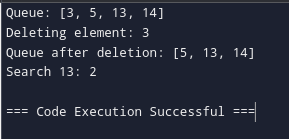 Queue: [3, 5, 13, 14]
Deleting element: 3
Queue after deletion: [5, 13, 14]
Search 13: 2
=== Code Execution Successful ===